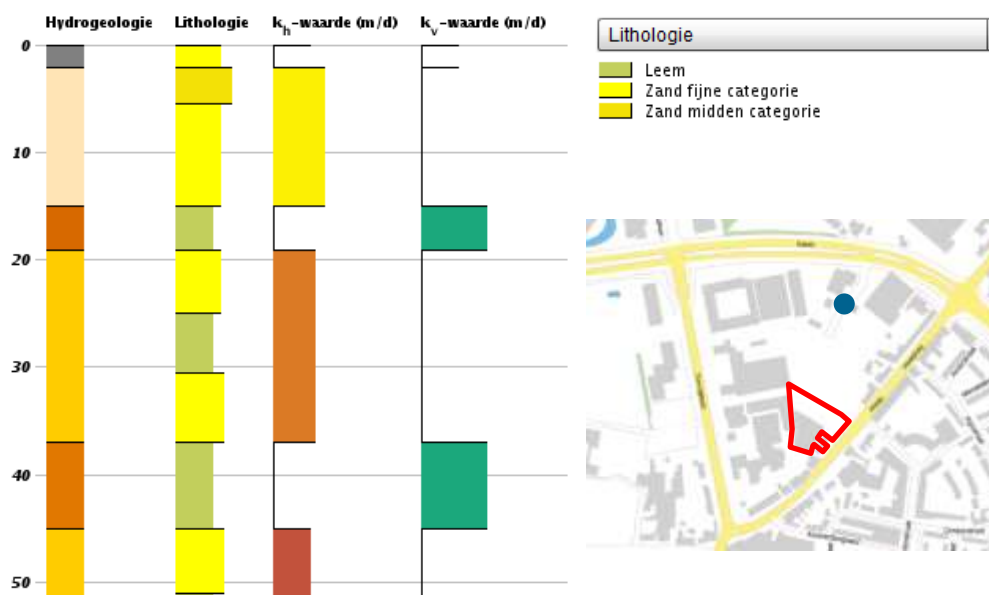 Hydrogeologie Lithologie kh-waarde (m/d) kv-waarde (m/d)
0
10
20
30
40
50
Lithologie
Leem
Zand fijne categorie
Zand midden categorie